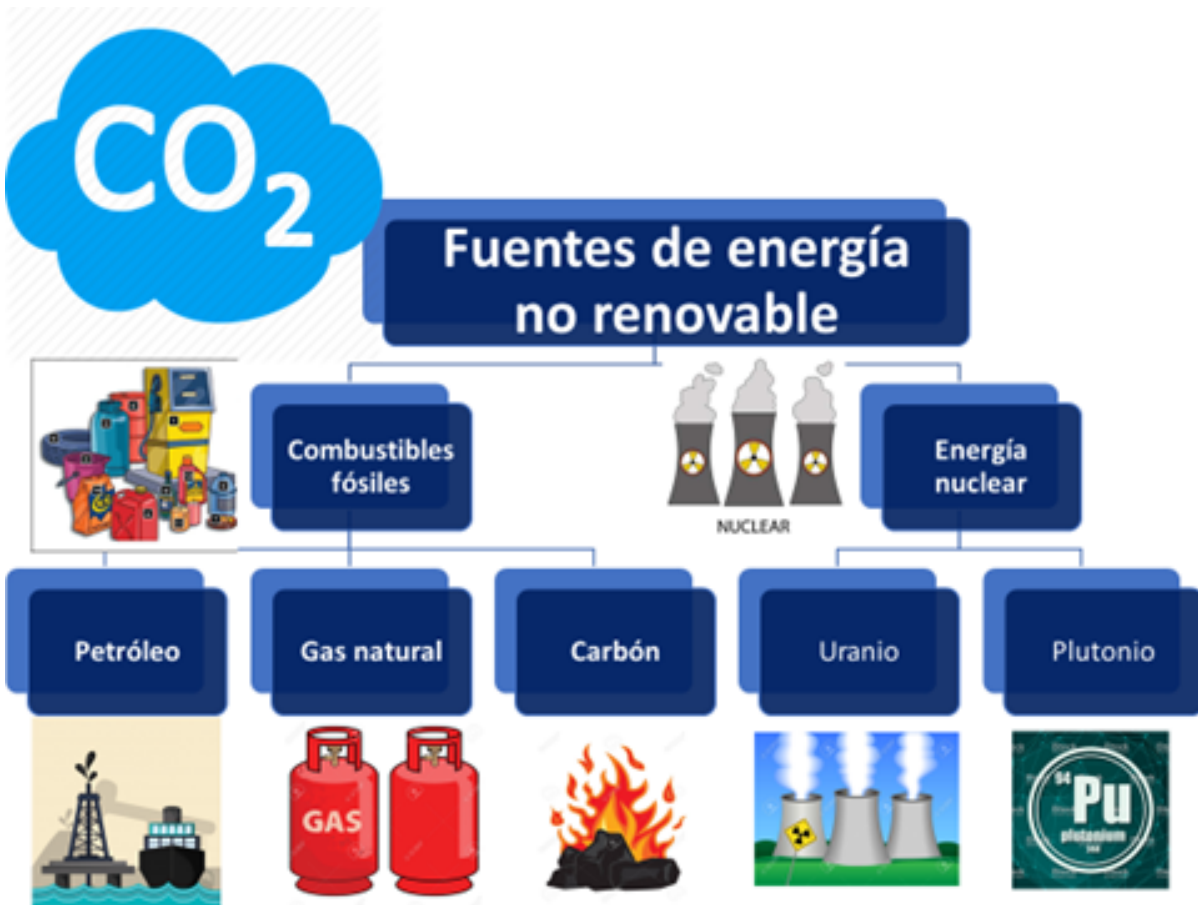 CO2
Fuentes de energía
no renovable
Combustibles
fósiles
NUCLEAR
Energía
nuclear
Petróleo
Gas natural
Carbón
Uranio
Plutonio
GAS
94
Pu
plutonium
244